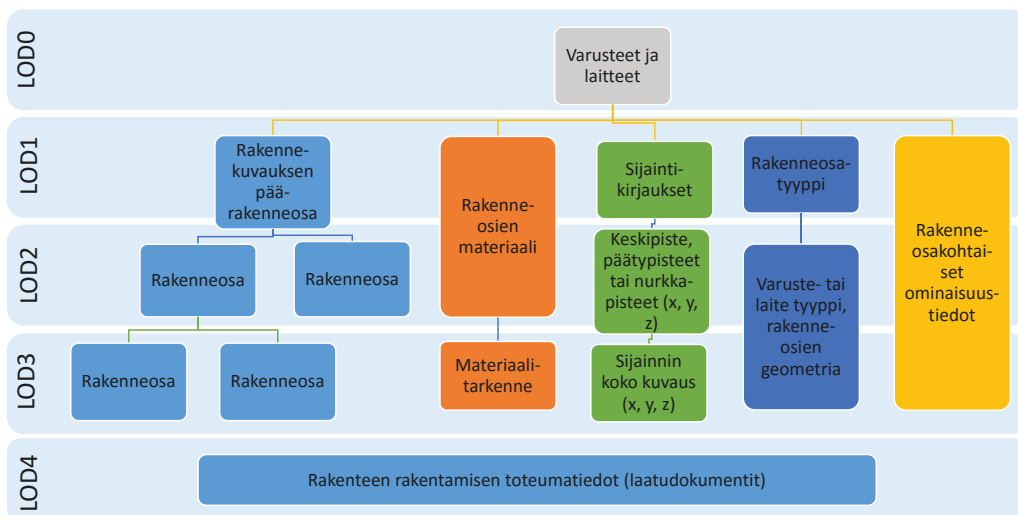 LOD0
Varusteet ja
laitteet
LOD1
Rakenne-
kuvauksen
pää-
rakenneosa
Rakenne-
osien
materiaali
Sijainti-
kirjaukset
Rakenneosa-
tyyppi
Rakenne-
osakohtai-
set
ominaisuus-
tiedot
LOD2
Rakenneosa
Rakenneosa
Keskipiste,
päätypisteet
tai nurkka-
pisteet (x, y,
z)
Varuste- tai
laite tyyppi,
rakenne-
osien
geometria
LOD3
Rakenneosa
Rakenneosa
Materiaali-
tarkenne
Sijainnin
koko kuvaus
(x, y, z)
LOD4
Rakenteen rakentamisen toteumatiedot (laatudokumentit)